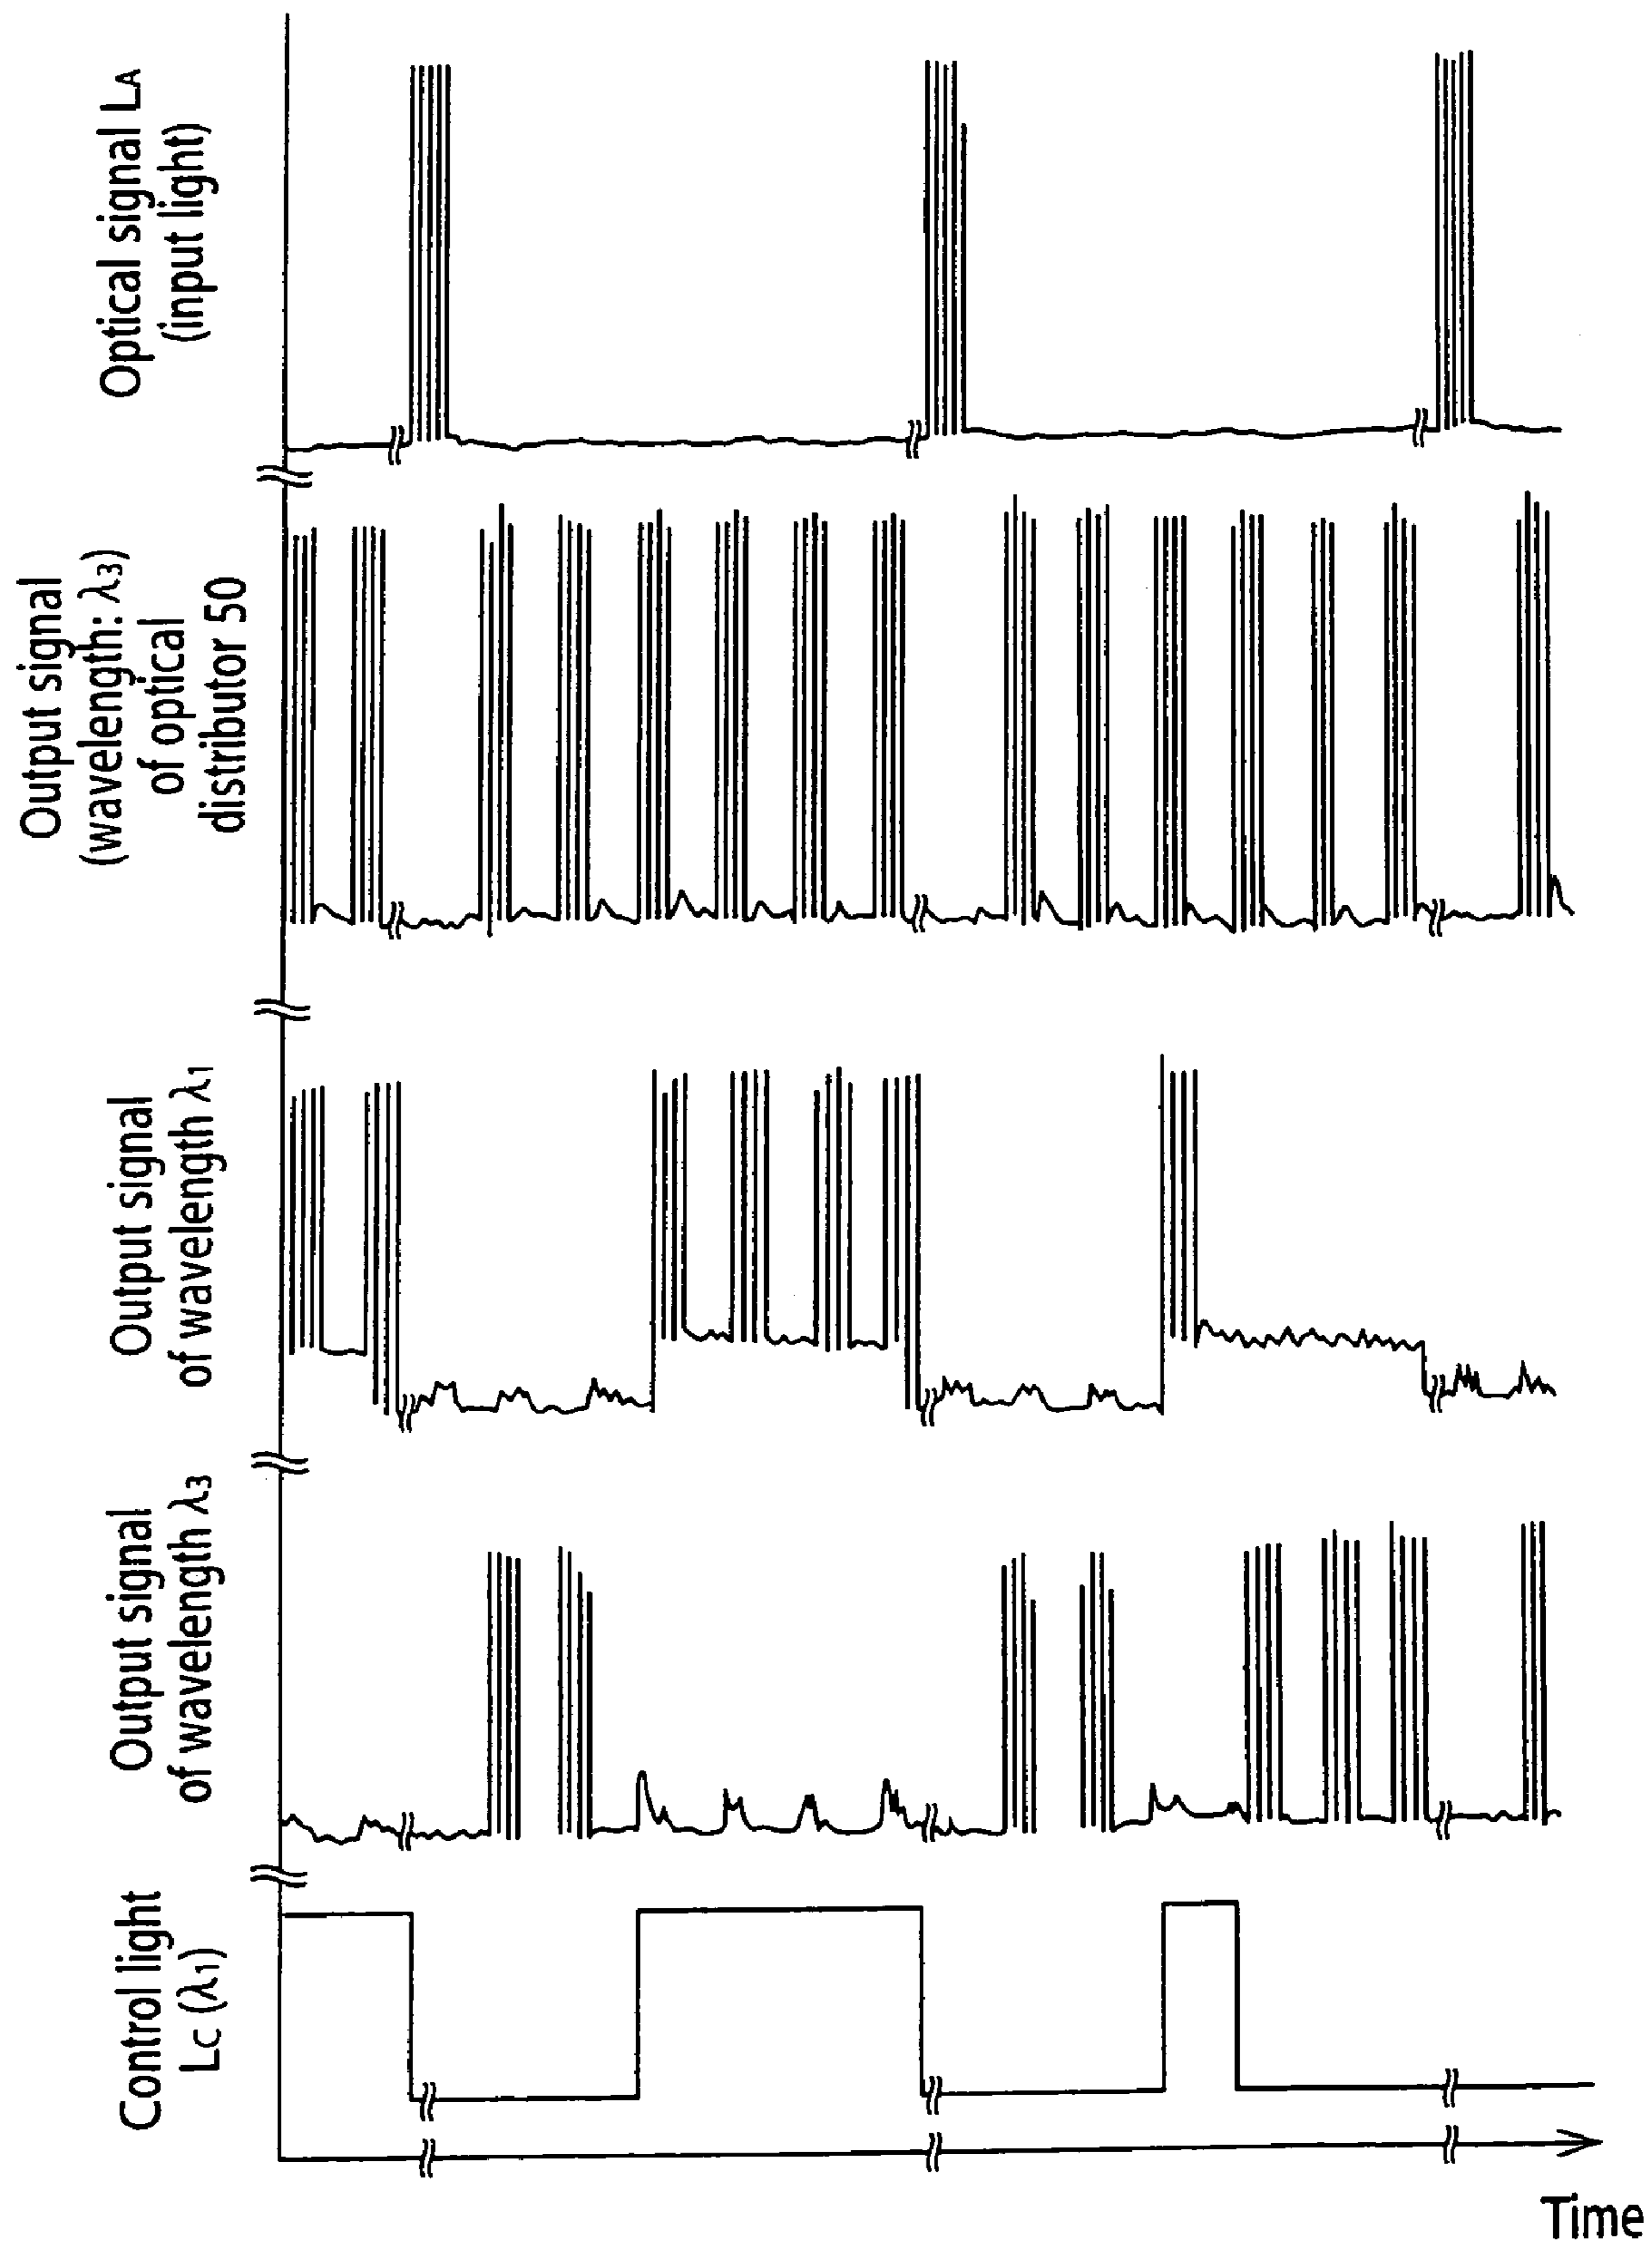 Optical signal LA
(input light)
Output signal
(wavelength: λ3)
of optical
distributor 50
Output signal
of wavelength λ1
Output signal
of wavelength λ3
Control light
LC (λ1)
Time